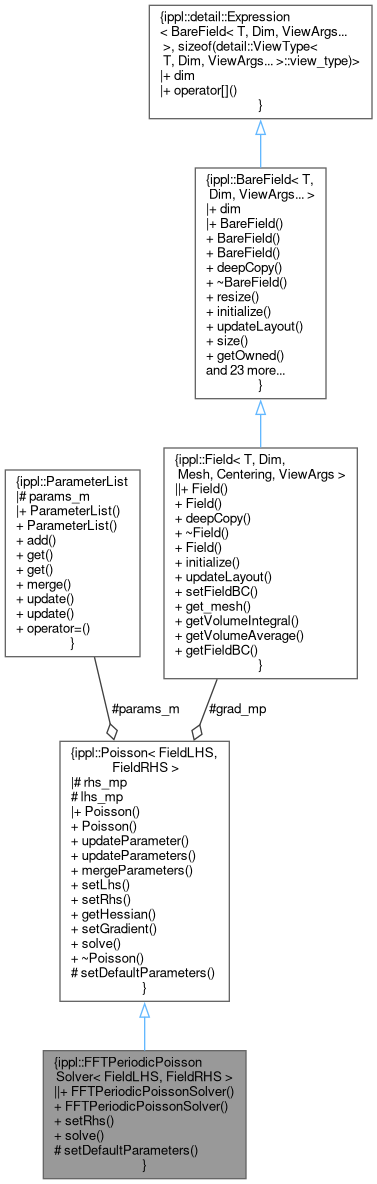 {ippl::detail::Expression
< BareField< T, Dim, ViewArgs...
 >, sizeof(detail::ViewType<
 T, Dim, ViewArgs... >::view_type)>
|+ dim
|+ operator[]()
}
{ippl::BareField< T,
 Dim, ViewArgs... >
|+ dim
|+ BareField()
+ BareField()
+ BareField()
+ deepCopy()
+ ~BareField()
+ resize()
+ initialize()
+ updateLayout()
+ size()
+ getOwned()
and 23 more...
}
{ippl::ParameterList
|# params_m
|+ ParameterList()
+ ParameterList()
+ add()
+ get()
+ get()
+ merge()
+ update()
+ update()
+ operator=()
}
{ippl::Field< T, Dim,
 Mesh, Centering, ViewArgs >
||+ Field()
+ Field()
+ deepCopy()
+ ~Field()
+ Field()
+ initialize()
+ updateLayout()
+ setFieldBC()
+ get_mesh()
+ getVolumeIntegral()
+ getVolumeAverage()
+ getFieldBC()
}
#params_m
#grad_mp
{ippl::Poisson< FieldLHS,
 FieldRHS >
|# rhs_mp
# lhs_mp
|+ Poisson()
+ Poisson()
+ updateParameter()
+ updateParameters()
+ mergeParameters()
+ setLhs()
+ setRhs()
+ getHessian()
+ setGradient()
+ solve()
+ ~Poisson()
# setDefaultParameters()
}
{ippl::FFTPeriodicPoisson
Solver< FieldLHS, FieldRHS >
||+ FFTPeriodicPoissonSolver()
+ FFTPeriodicPoissonSolver()
+ setRhs()
+ solve()
# setDefaultParameters()
}